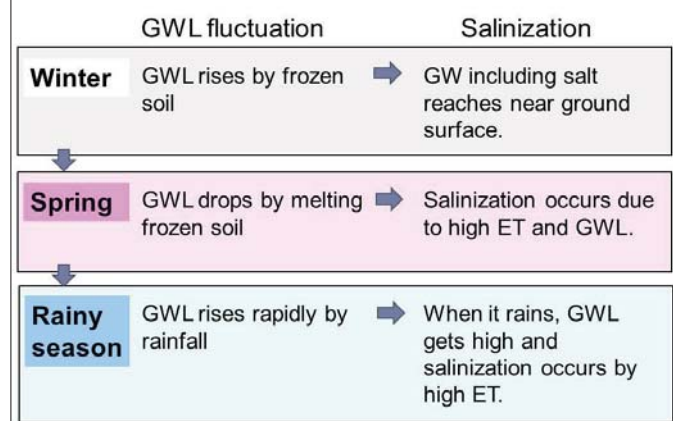 GWL fluctuation
Salinization
Winter
GWL rises by frozen
soil
GW including salt
reaches near ground
surface.
Spring
GWL drops by melting
frozen soil
Salinization occurs due
to high ET and GWL.
Rainy
season
GWL rises rapidly by
rainfall
When it rains, GWL
gets high and
salinization occurs by
high ET.